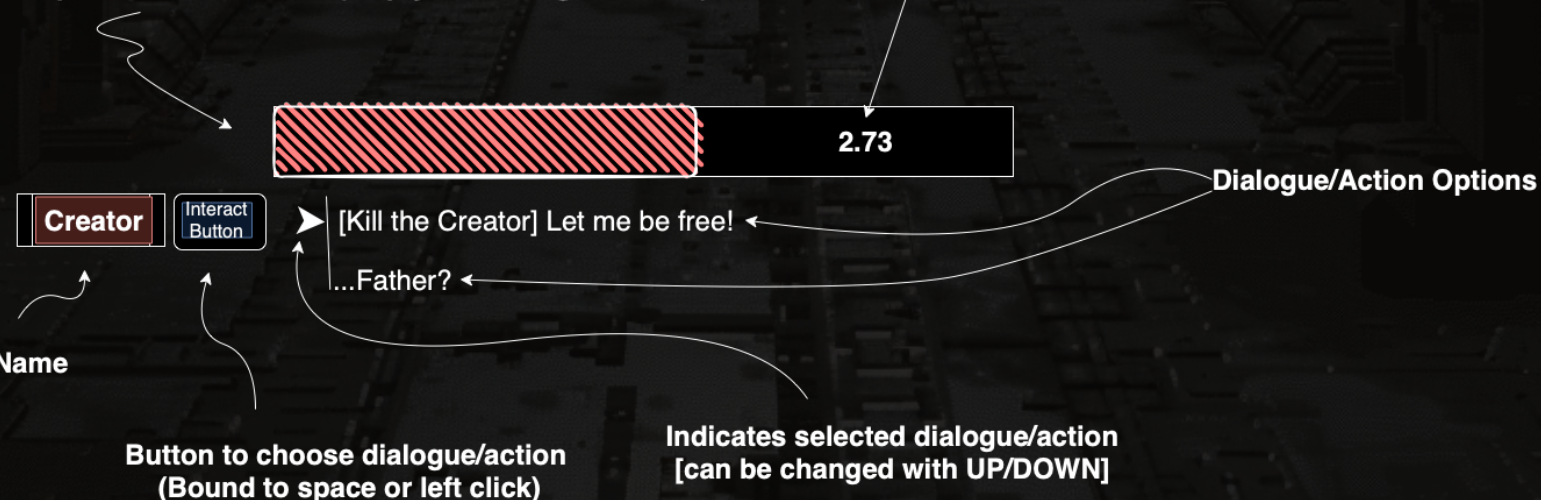 2.73
Dialogue/Action Options
Creator
Interact
Button
[Kill the Creator] Let me be free!
...Father?
Name
Indicates selected dialogue/action
[can be changed with UP/DOWN]
Button to choose dialogue/action
(Bound to space or left click)